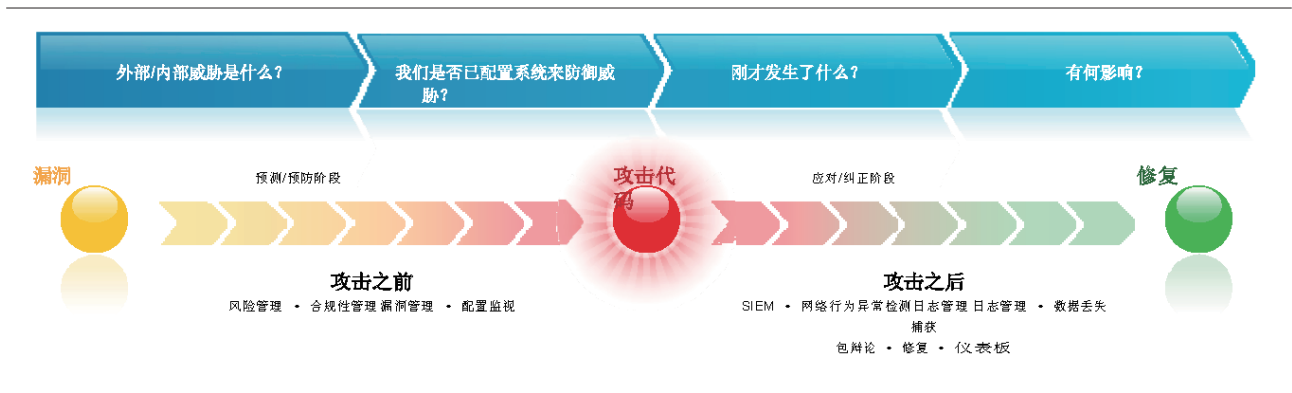 外部/内部威胁是什么？
我们是否已配置系统来防御威
胁？
刚才发生了什么？
有何影响？
漏洞
预测/预防阶段
攻击代
码
应对/纠正阶段
修复
攻击之前
风险管理 • 合规性管理 漏洞管理 • 配置监视
攻击之后
SIEM • 网络行为异常检测日志管理 日志管理 • 数据丢失
捕获
包辩论 • 修复 • 仪表板